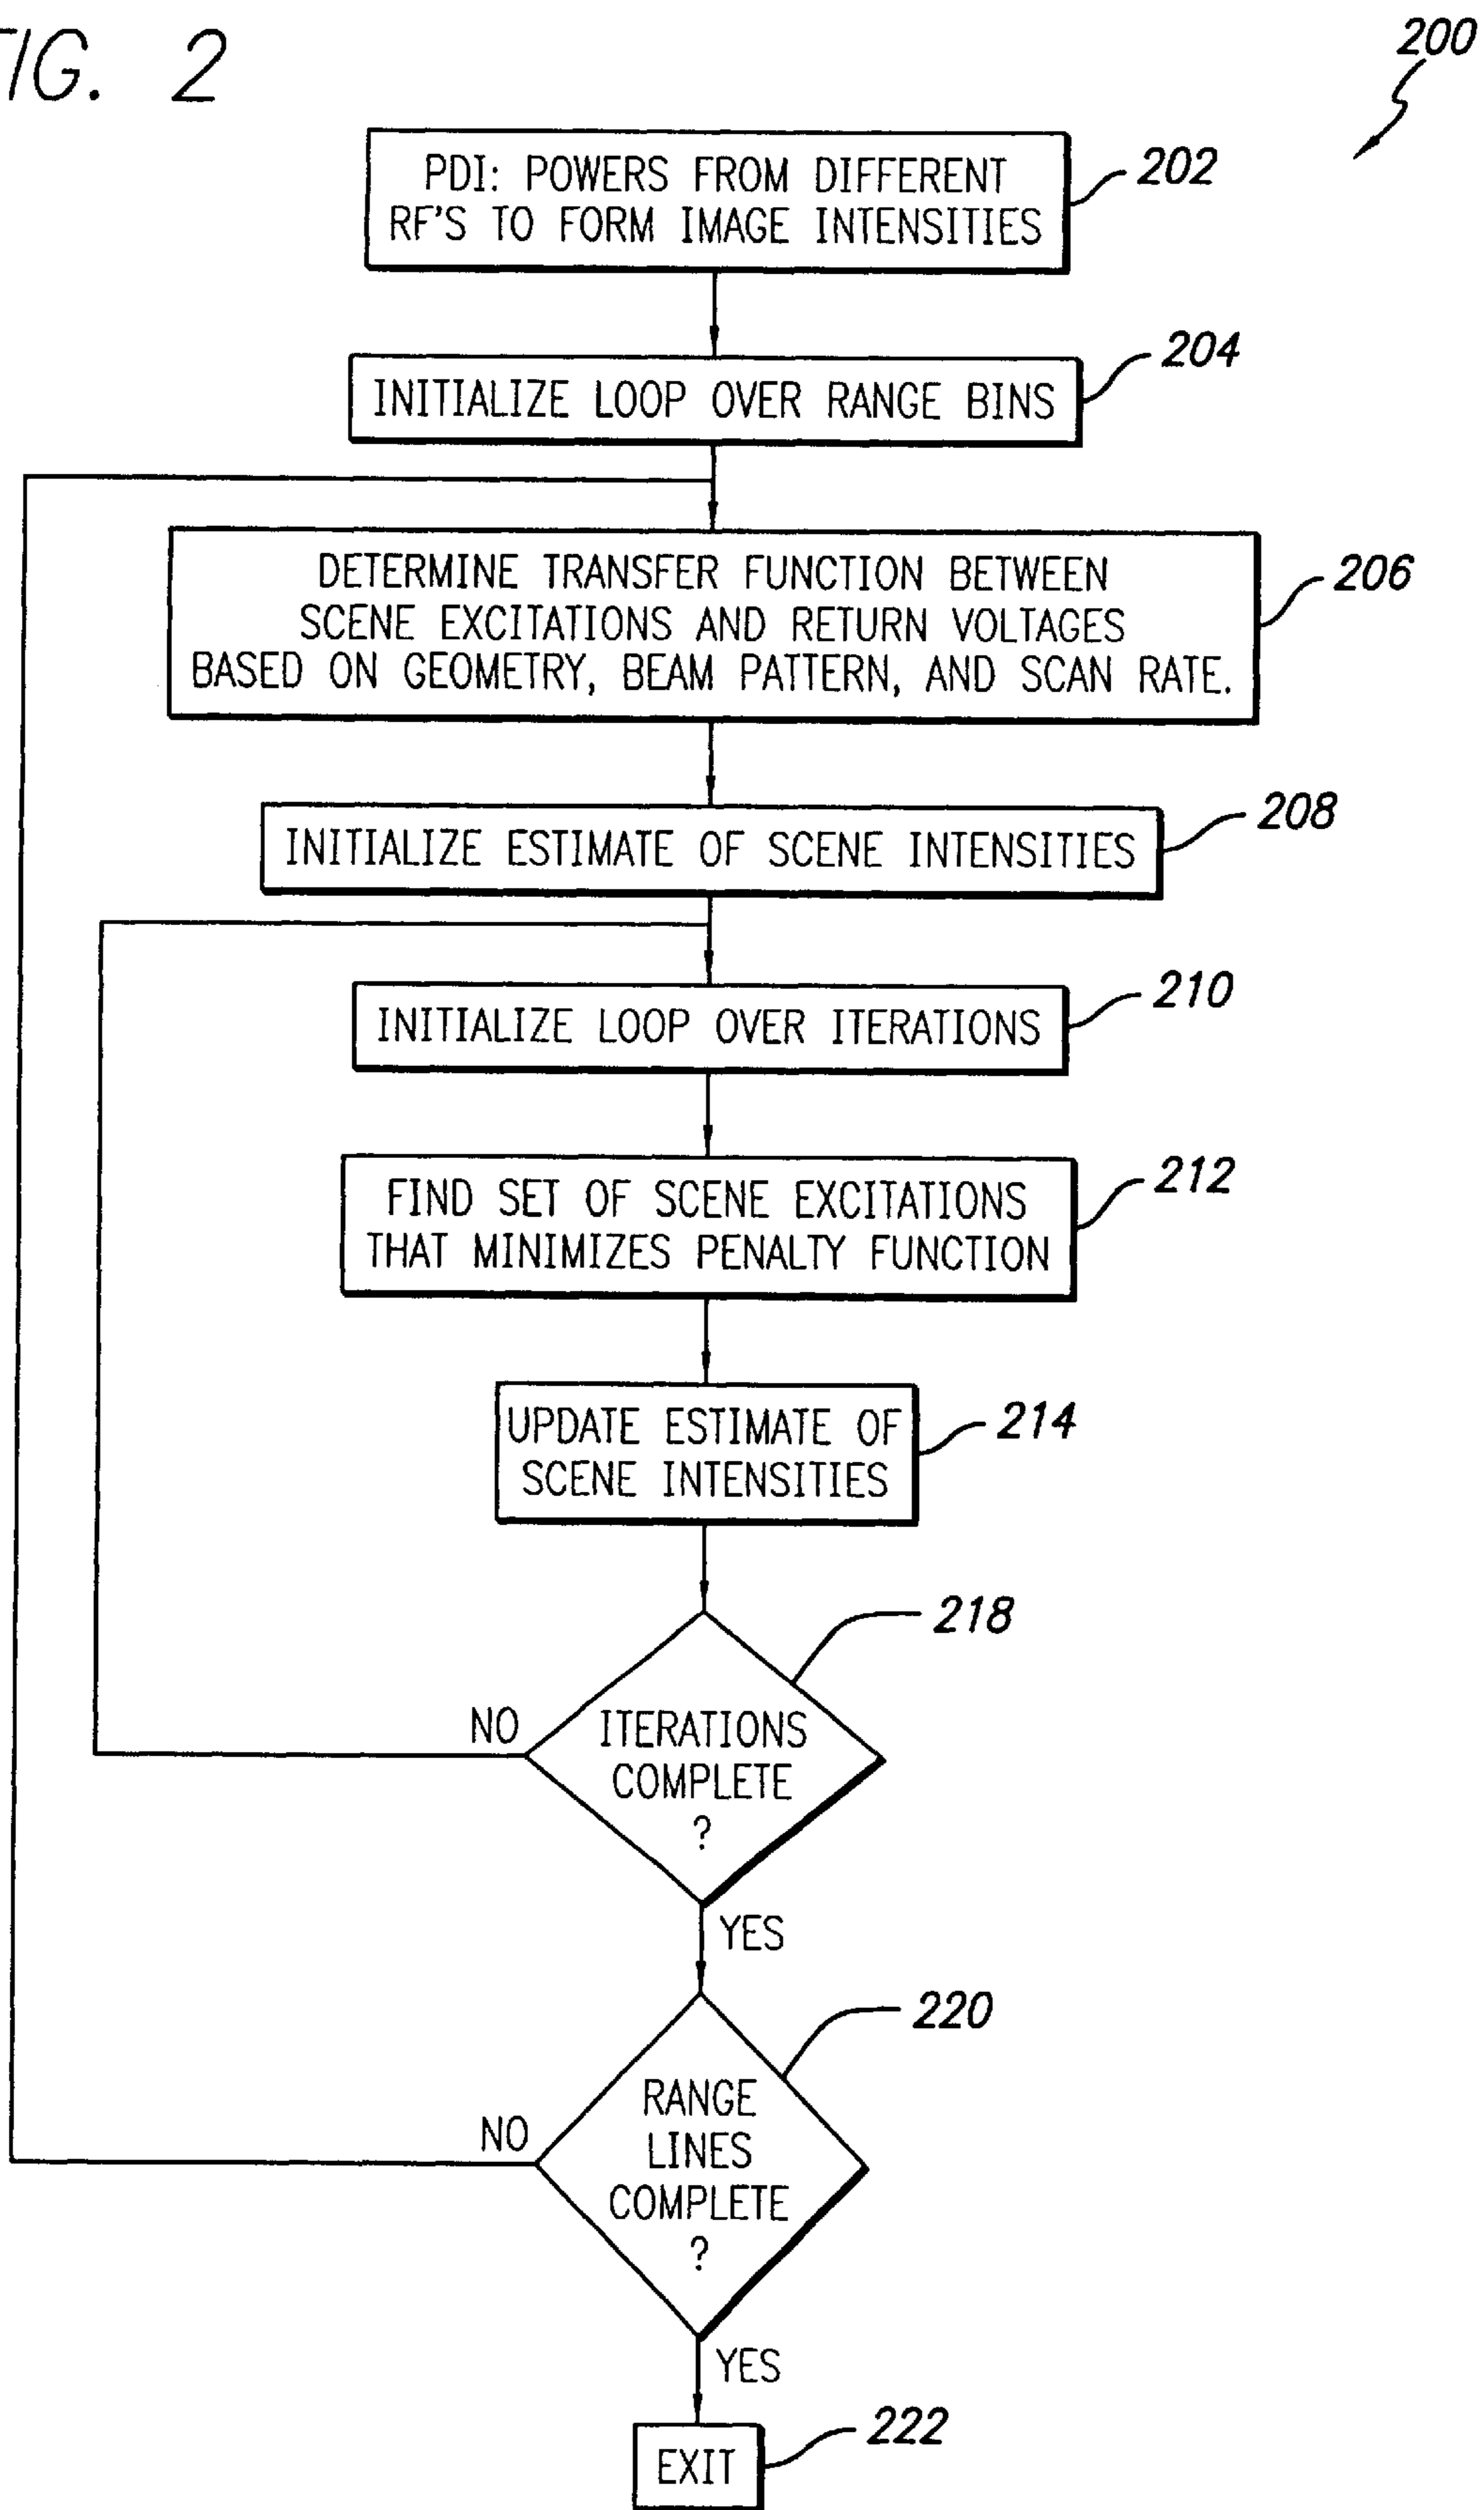 IG. 2
200
PDI: POWERS FROM DIFFERENT
RF'S TO FORM IMAGE INTENSITIES
202
INITIALIZE LOOP OVER RANGE BINS
204
DETERMINE TRANSFER FUNCTION BETWEEN
SCENE EXCITATIONS AND RETURN VOLTAGES
BASED ON GEOMETRY, BEAM PATTERN, AND SCAN RATE.
206
INITIALIZE ESTIMATE OF SCENE INTENSITIES
208
INITIALIZE LOOP OVER ITERATIONS
210
FIND SET OF SCENE EXCITATIONS
THAT MINIMIZES PENALTY FUNCTION
212
UPDATE ESTIMATE OF
SCENE INTENSITIES
214
218
NO
ITERATIONS
COMPLETE
?
YES
220
NO
RANGE
LINES
COMPLETE
?
YES
EXIT
222